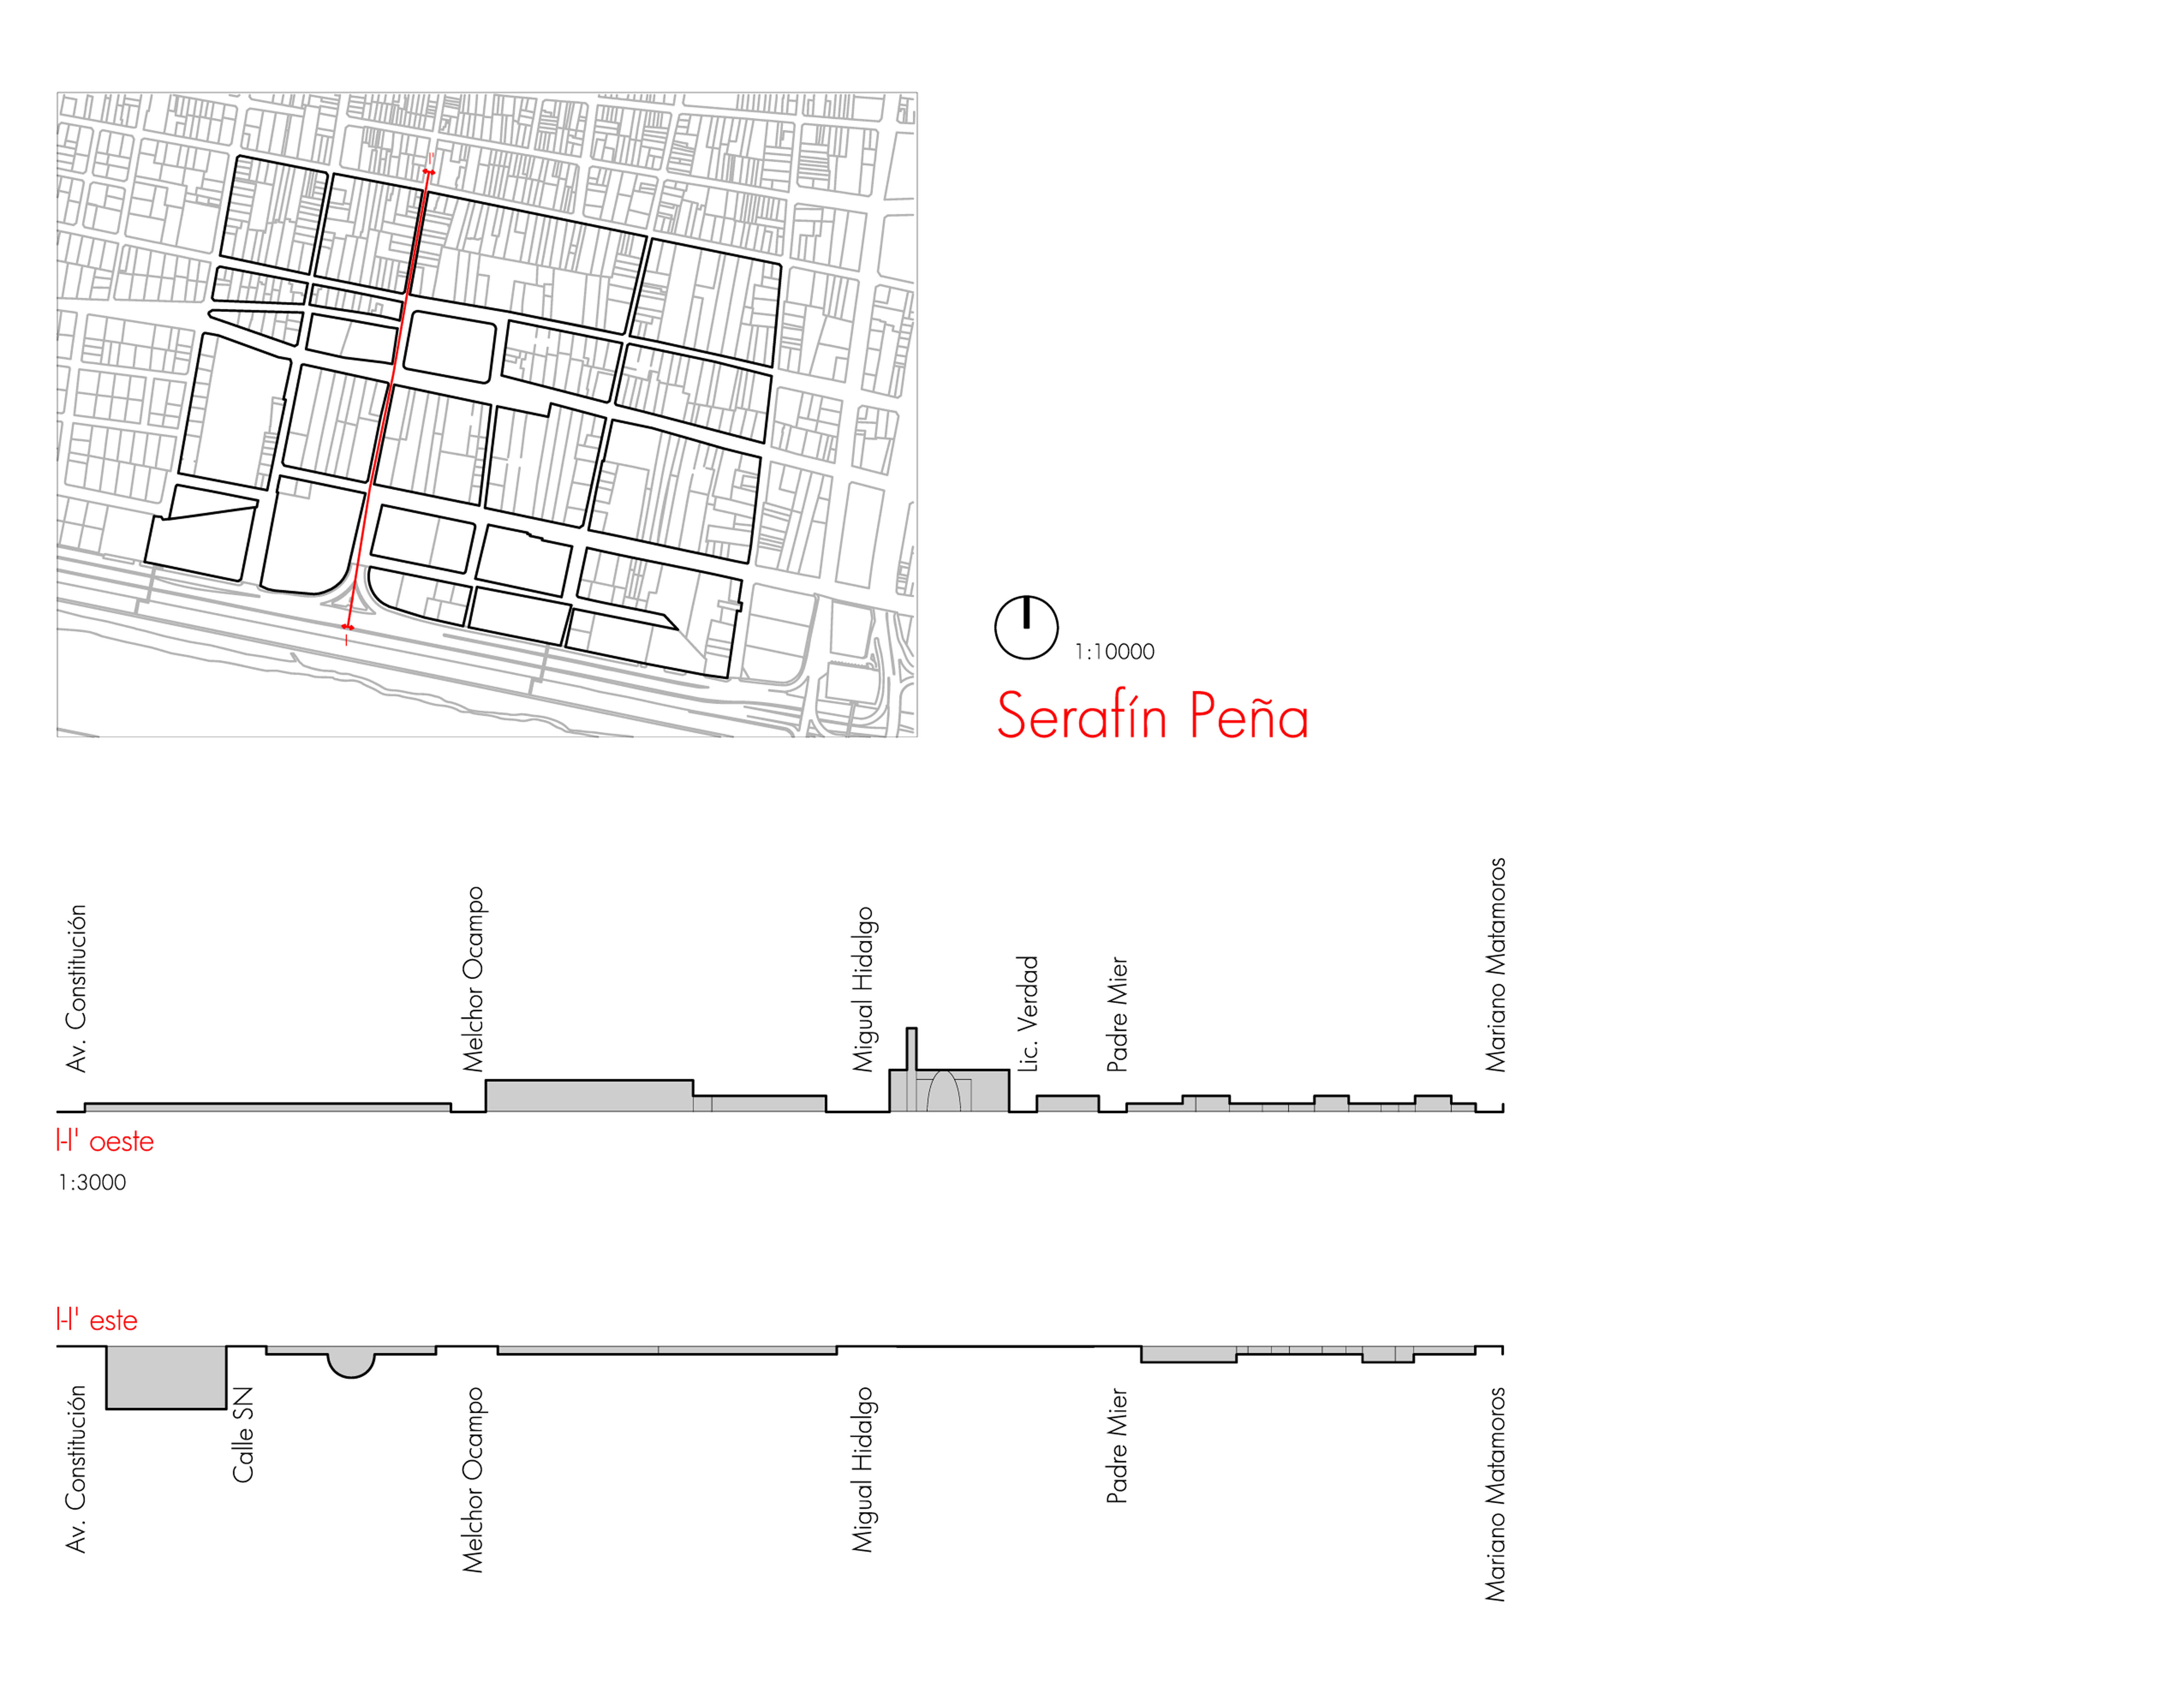 I'
I
1:10000
Serafín Peña
Av. Constitución
Melchor Ocampo
Migual Hidalgo
Lic. Verdad
Padre Mier
Mariano Matamoros
I-I' oeste
1:3000
I-I' este
Av. Constitución
Calle SN
Melchor Ocampo
Migual Hidalgo
Padre Mier
Mariano Matamoros